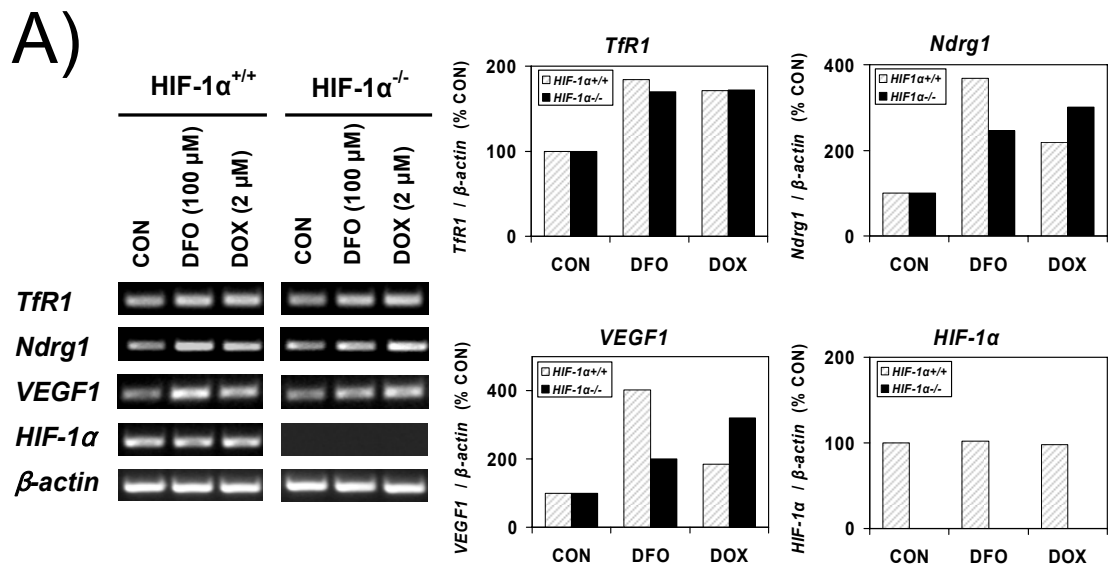 A)
HIF-1α+/+ HIF-1α-/-
CON DFO (100 µM) DOX (2 µM) CON DFO (100 µM) DOX (2 µM)
TfR1
Ndrg1
VEGF1
HIF-1α
β-actin
TfR1
TfR1 / β-actin (% CON)
200
100
0
HIF-1α+/+
HIF-1α-/-
CON DFO DOX
Ndrg1
Ndrg1 / β-actin (% CON)
400
200
0
HIF1α+/+
HIF1α-/-
CON DFO DOX
VEGF1
VEGF1 / β-actin (% CON)
400
200
0
HIF-1α+/+
HIF-1α-/-
CON DFO DOX
HIF-1α
HIF-1α / β-actin (% CON)
200
100
0
HIF-1α+/+
HIF-1α-/-
CON DFO DOX